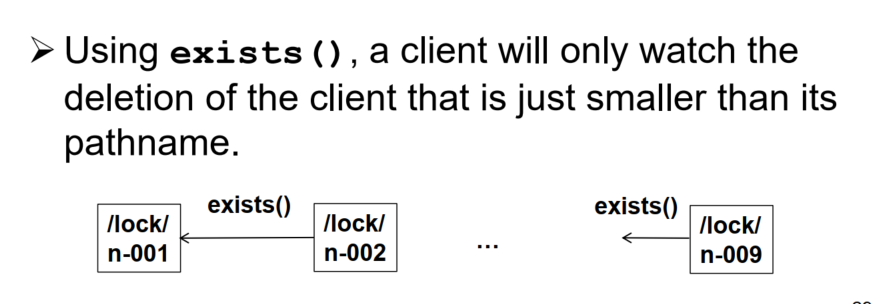 ➢ Using exists(), a client will only watch the
deletion of the client that is just smaller than its
pathname.
exists()
exists()
/lock/
n-001
/lock/
n-002
...
/lock/
n-009